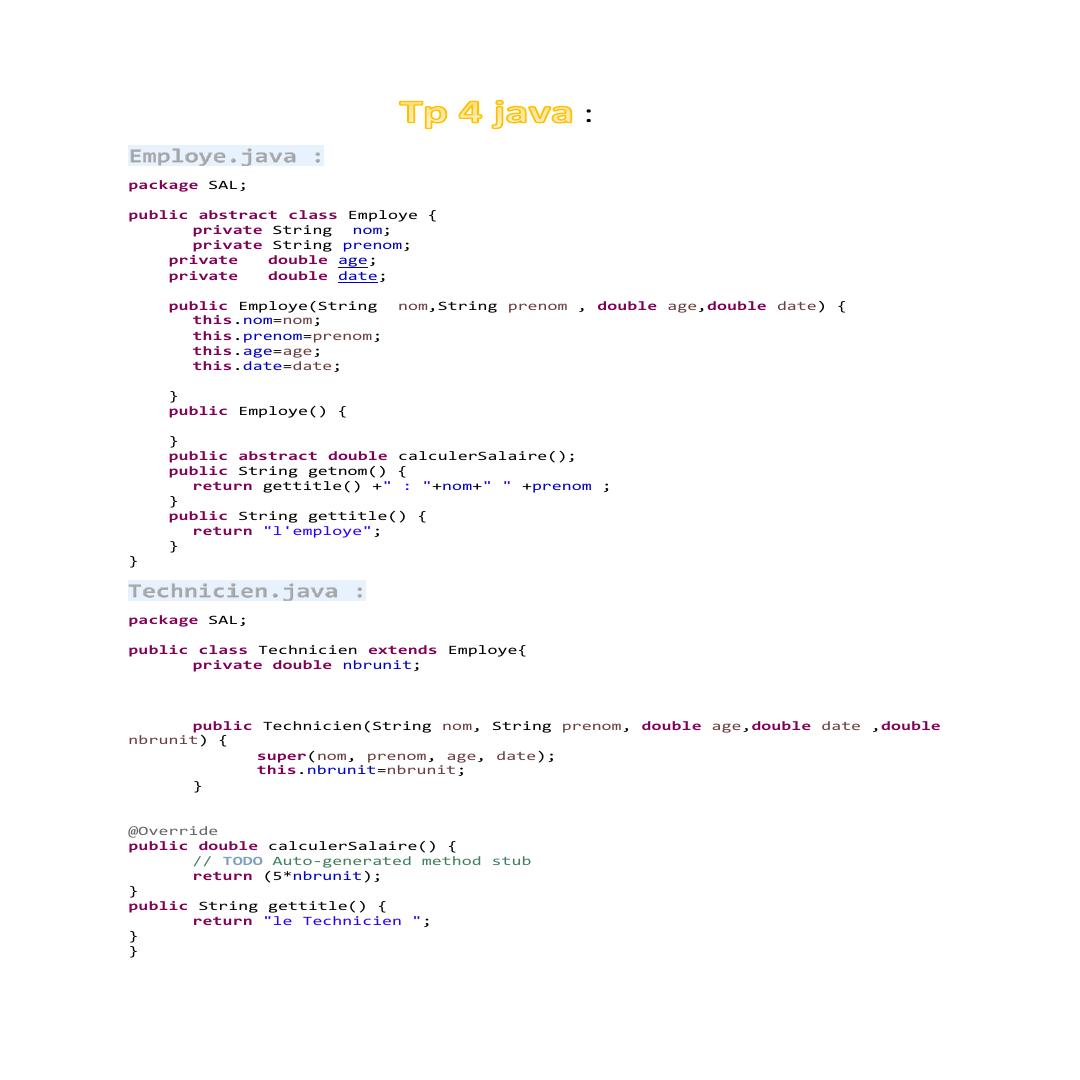 Tp 4 java :
Employe.java :
package SAL;
public abstract class Employe {
private String  nom;
private String prenom;
private   double age;
private   double date;
public Employe(String  nom,String prenom , double age,double date) {
this.nom=nom;
this.prenom=prenom;
this.age=age;
this.date=date;
}
public Employe() {
}
public abstract double calculerSalaire();
public String getnom() {
return gettitle() +" : "+nom+" " +prenom ;
}
public String gettitle() {
return "l'employe";
}
}
Technicien.java :
package SAL;
public class Technicien extends Employe{
private double nbrunit;
public Technicien(String nom, String prenom, double age,double date ,double
nbrunit) {
super(nom, prenom, age, date);
this.nbrunit=nbrunit;
}
@Override
public double calculerSalaire() {
// TODO Auto-generated method stub
return (5*nbrunit);
}
public String gettitle() {
return "le Technicien ";
}
}